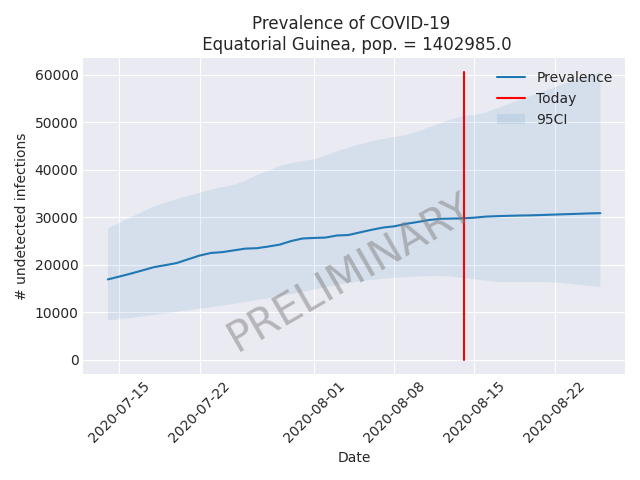 Prevalence of COVID-19
Equatorial Guinea, pop. = 1402985.0
Prevalence
Today
95CI
# undetected infections
60000
50000
40000
30000
20000
10000
0
PRELIMINARY
2020-07-15
2020-07-22
2020-08-01
2020-08-08
2020-08-15
2020-08-22
Date